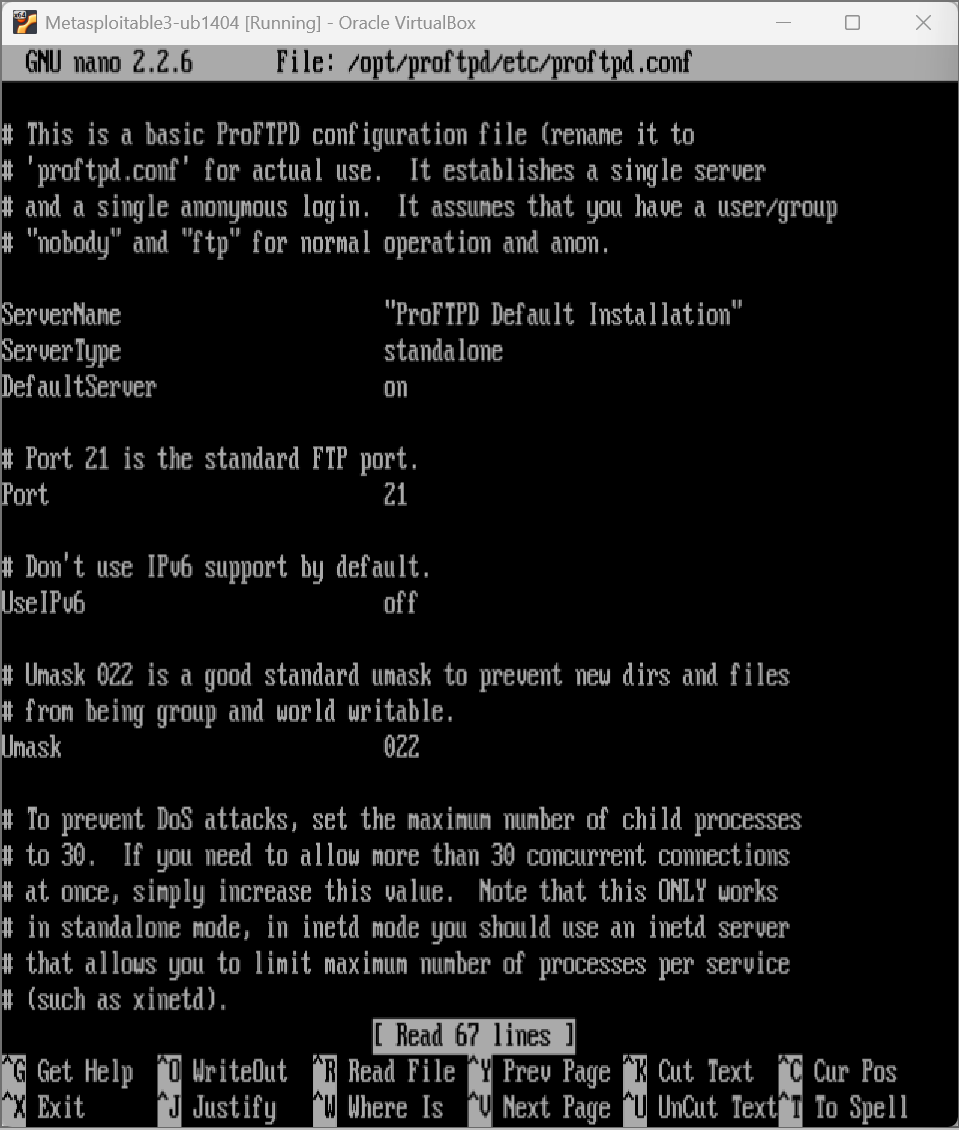 Metasploitable3-ub1404 [Running] - Oracle VirtualBox
GNU nano 2.2.6 File: /opt/proftpd/etc/proftpd.conf
# This is a basic ProFTPD configuration file (rename it to
# 'proftpd.conf' for actual use.  It establishes a single server
# and a single anonymous login.  It assumes that you have a user/group
# "nobody" and "ftp" for normal operation and anon.
ServerName "ProFTPD Default Installation"
ServerType standalone
DefaultServer on
# Port 21 is the standard FTP port.
Port 21
# Don't use IPv6 support by default.
UseIPv6 off
# Umask 022 is a good standard umask to prevent new dirs and files
# from being group and world writable.
Umask 022
# To prevent DoS attacks, set the maximum number of child processes
# to 30.  If you need to allow more than 30 concurrent connections
# at once, simply increase this value.  Note that this ONLY works
# in standalone mode, in inetd mode you should use an inetd server
# that allows you to limit maximum number of processes per service
# (such as xinetd).
[ Read 67 lines ]
^G Get Help ^O WriteOut ^R Read File ^Y Prev Page ^K Cut Text ^C Cur Pos
^X Exit ^J Justify ^W Where Is ^V Next Page ^U UnCut Text ^T To Spell